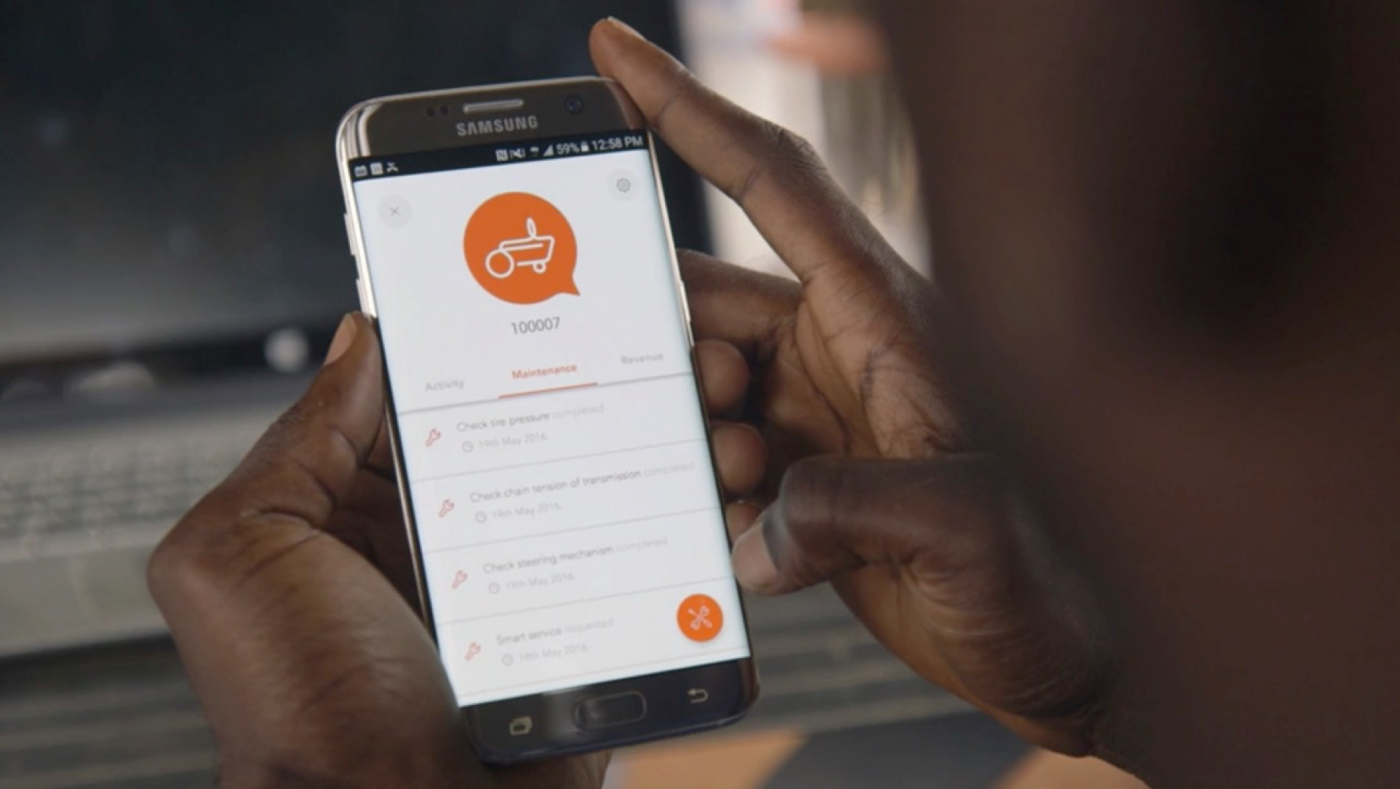 SAMSUNG
59% 12:58 PM
100007
Activity Maintenance Revenue
Check tire pressure completed
19th May 2016,
Check chain tension of transmission completed
19th May 2016,
Check steering mechanism completed
19th May 2016,
Smart service requested
19th May 2016,